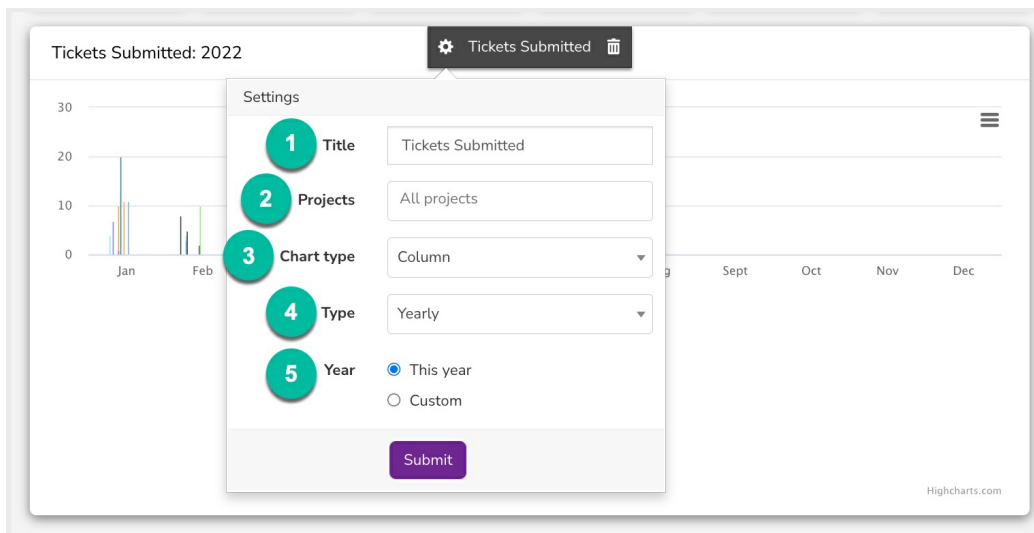 Tickets Submitted: 2022
Tickets Submitted
Settings
30
20
10
0
1 Title Tickets Submitted
2 Projects All projects
3 Chart type Column
4 Type Yearly
5 Year This year
Custom
Submit
Jan Feb Sept Oct Nov Dec
Highcharts.com